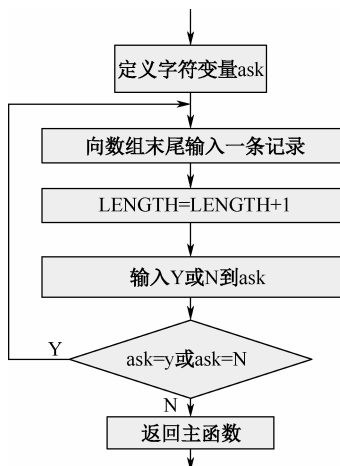 定义字符变量ask
向数组末尾输入一条记录
LENGTH=LENGTH+1
输入Y或N到ask
Y
ask=y或ask=N
N
返回主函数